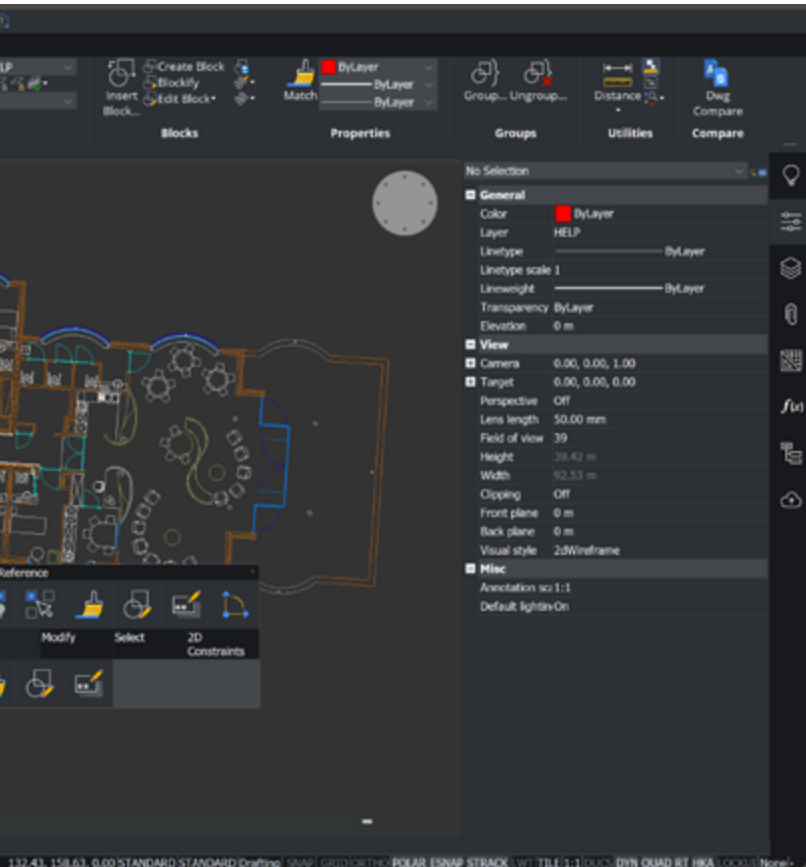 LP
Insert Block...
Create Block
Blockify
Edit Block
Blocks
Match
ByLayer
ByLayer
ByLayer
Properties
Group...
Ungroup...
Groups
Distance
Utilities
Dwg Compare
Compare
No Selection
General
Color ByLayer
Layer HELP
Linetype ByLayer
Linetype scale 1
Lineweight ByLayer
Transparency ByLayer
Elevation 0 m
View
Camera 0.00, 0.00, 1.00
Target 0.00, 0.00, 0.00
Perspective Off
Lens length 50.00 mm
Field of view 39
Height 39.42 m
Width 92.53 m
Clipping Off
Front plane 0 m
Back plane 0 m
Visual style 2dWireframe
Misc
Annotation sc 1:1
Default lightin On
f(x)
Reference
Modify Select 2D Constraints
132.43, 158.63, 0.00 STANDARD STANDARD Drafting SNAP GRID ORTHO POLAR ESNAP STRACK LWT TILE 1:1 DUCS DYN QUAD RT HKA LOCKUI None